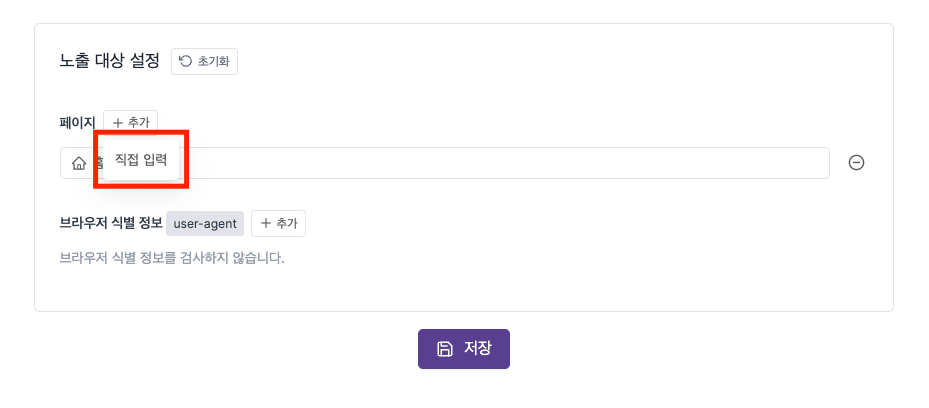 노출 대상 설정 초기화
페이지 추가
직접 입력
브라우저 식별 정보 user-agent 추가
브라우저 식별 정보를 검사하지 않습니다.
저장